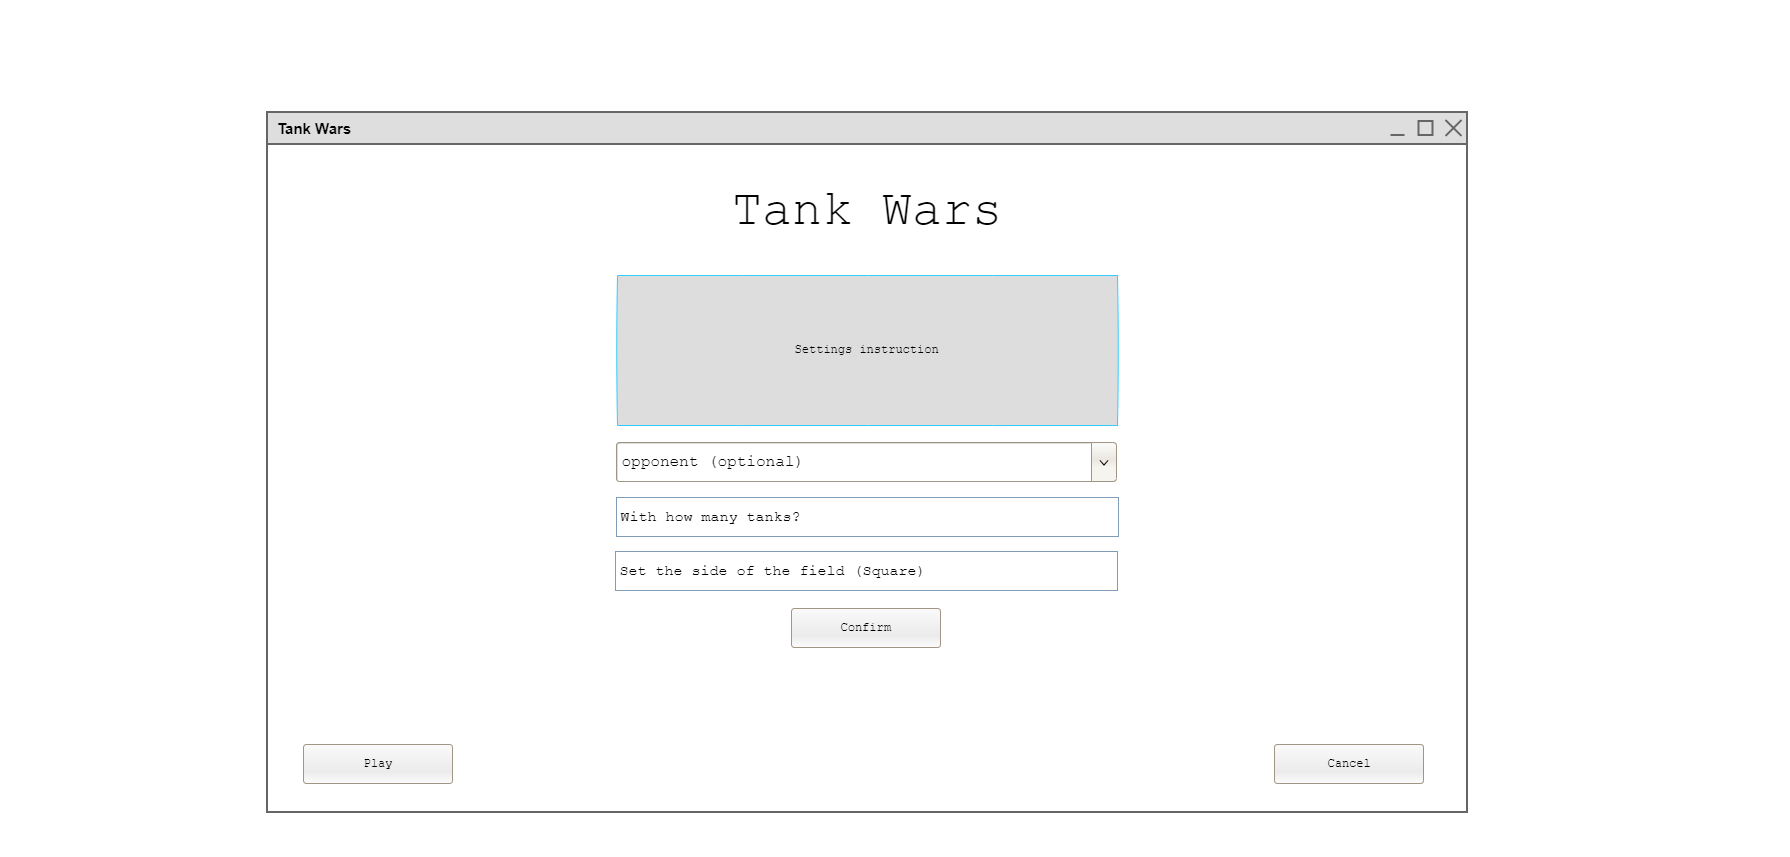 Tank Wars
Tank Wars
Settings instruction
opponent (optional)
With how many tanks?
Set the side of the field (Square)
Confirm
Play
Cancel